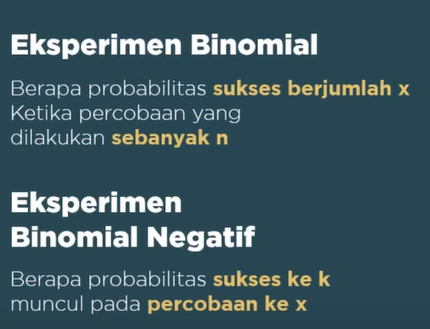 Eksperimen Binomial
Berapa probabilitas sukses berjumlah x
Ketika percobaan yang
dilakukan sebanyak n
Eksperimen
Binomial Negatif
Berapa probabilitas sukses ke k
muncul pada percobaan ke x